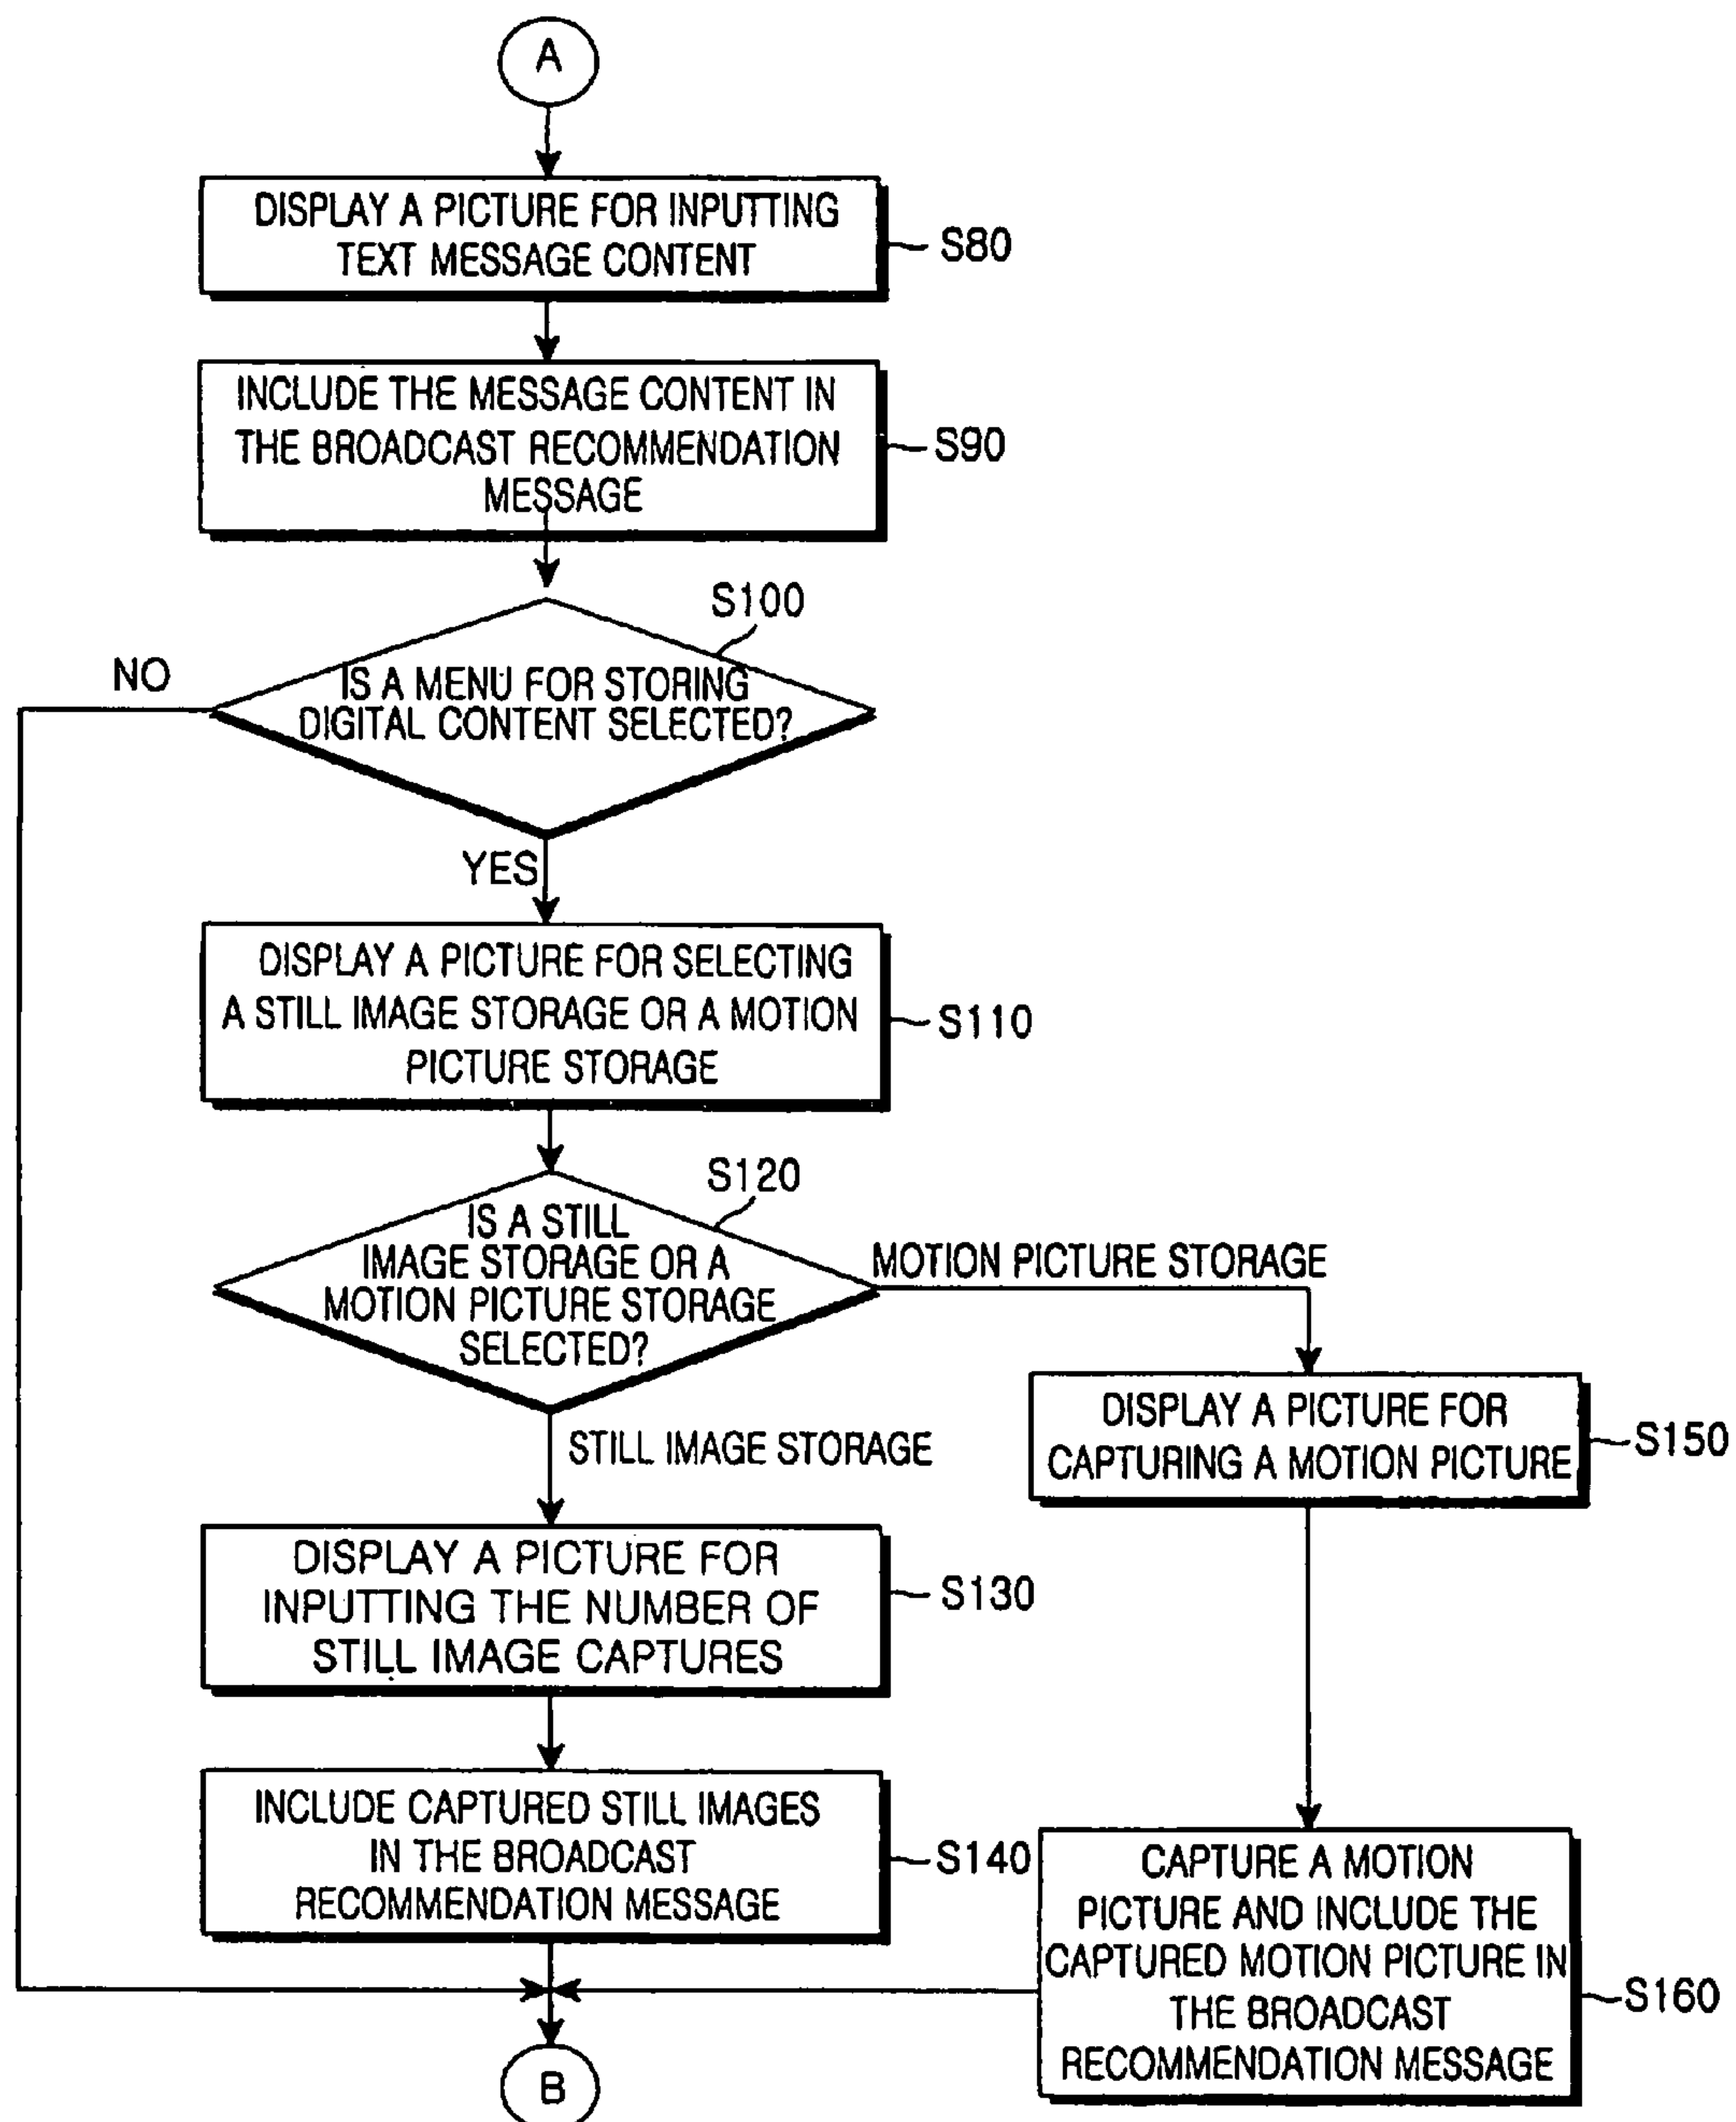 A
DISPLAY A PICTURE FOR INPUTTING
TEXT MESSAGE CONTENT
S80
INCLUDE THE MESSAGE CONTENT IN
THE BROADCAST RECOMMENDATION
MESSAGE
S90
S100
NO
IS A MENU FOR STORING
DIGITAL CONTENT SELECTED?
YES
DISPLAY A PICTURE FOR SELECTING
A STILL IMAGE STORAGE OR A MOTION
PICTURE STORAGE
S110
S120
IS A STILL
IMAGE STORAGE OR A
MOTION PICTURE STORAGE
SELECTED?
MOTION PICTURE STORAGE
STILL IMAGE STORAGE
DISPLAY A PICTURE FOR
CAPTURING A MOTION PICTURE
S150
DISPLAY A PICTURE FOR
INPUTTING THE NUMBER OF
STILL IMAGE CAPTURES
S130
INCLUDE CAPTURED STILL IMAGES
IN THE BROADCAST
RECOMMENDATION MESSAGE
S140
CAPTURE A MOTION
PICTURE AND INCLUDE THE
CAPTURED MOTION PICTURE IN
THE BROADCAST
RECOMMENDATION MESSAGE
S160
B